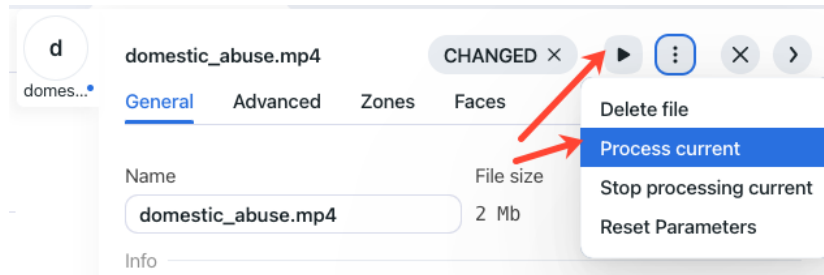 d
domes...
domestic_abuse.mp4
CHANGED
General Advanced Zones Faces
Name
File size
domestic_abuse.mp4
2 Mb
Info
Delete file
Process current
Stop processing current
Reset Parameters